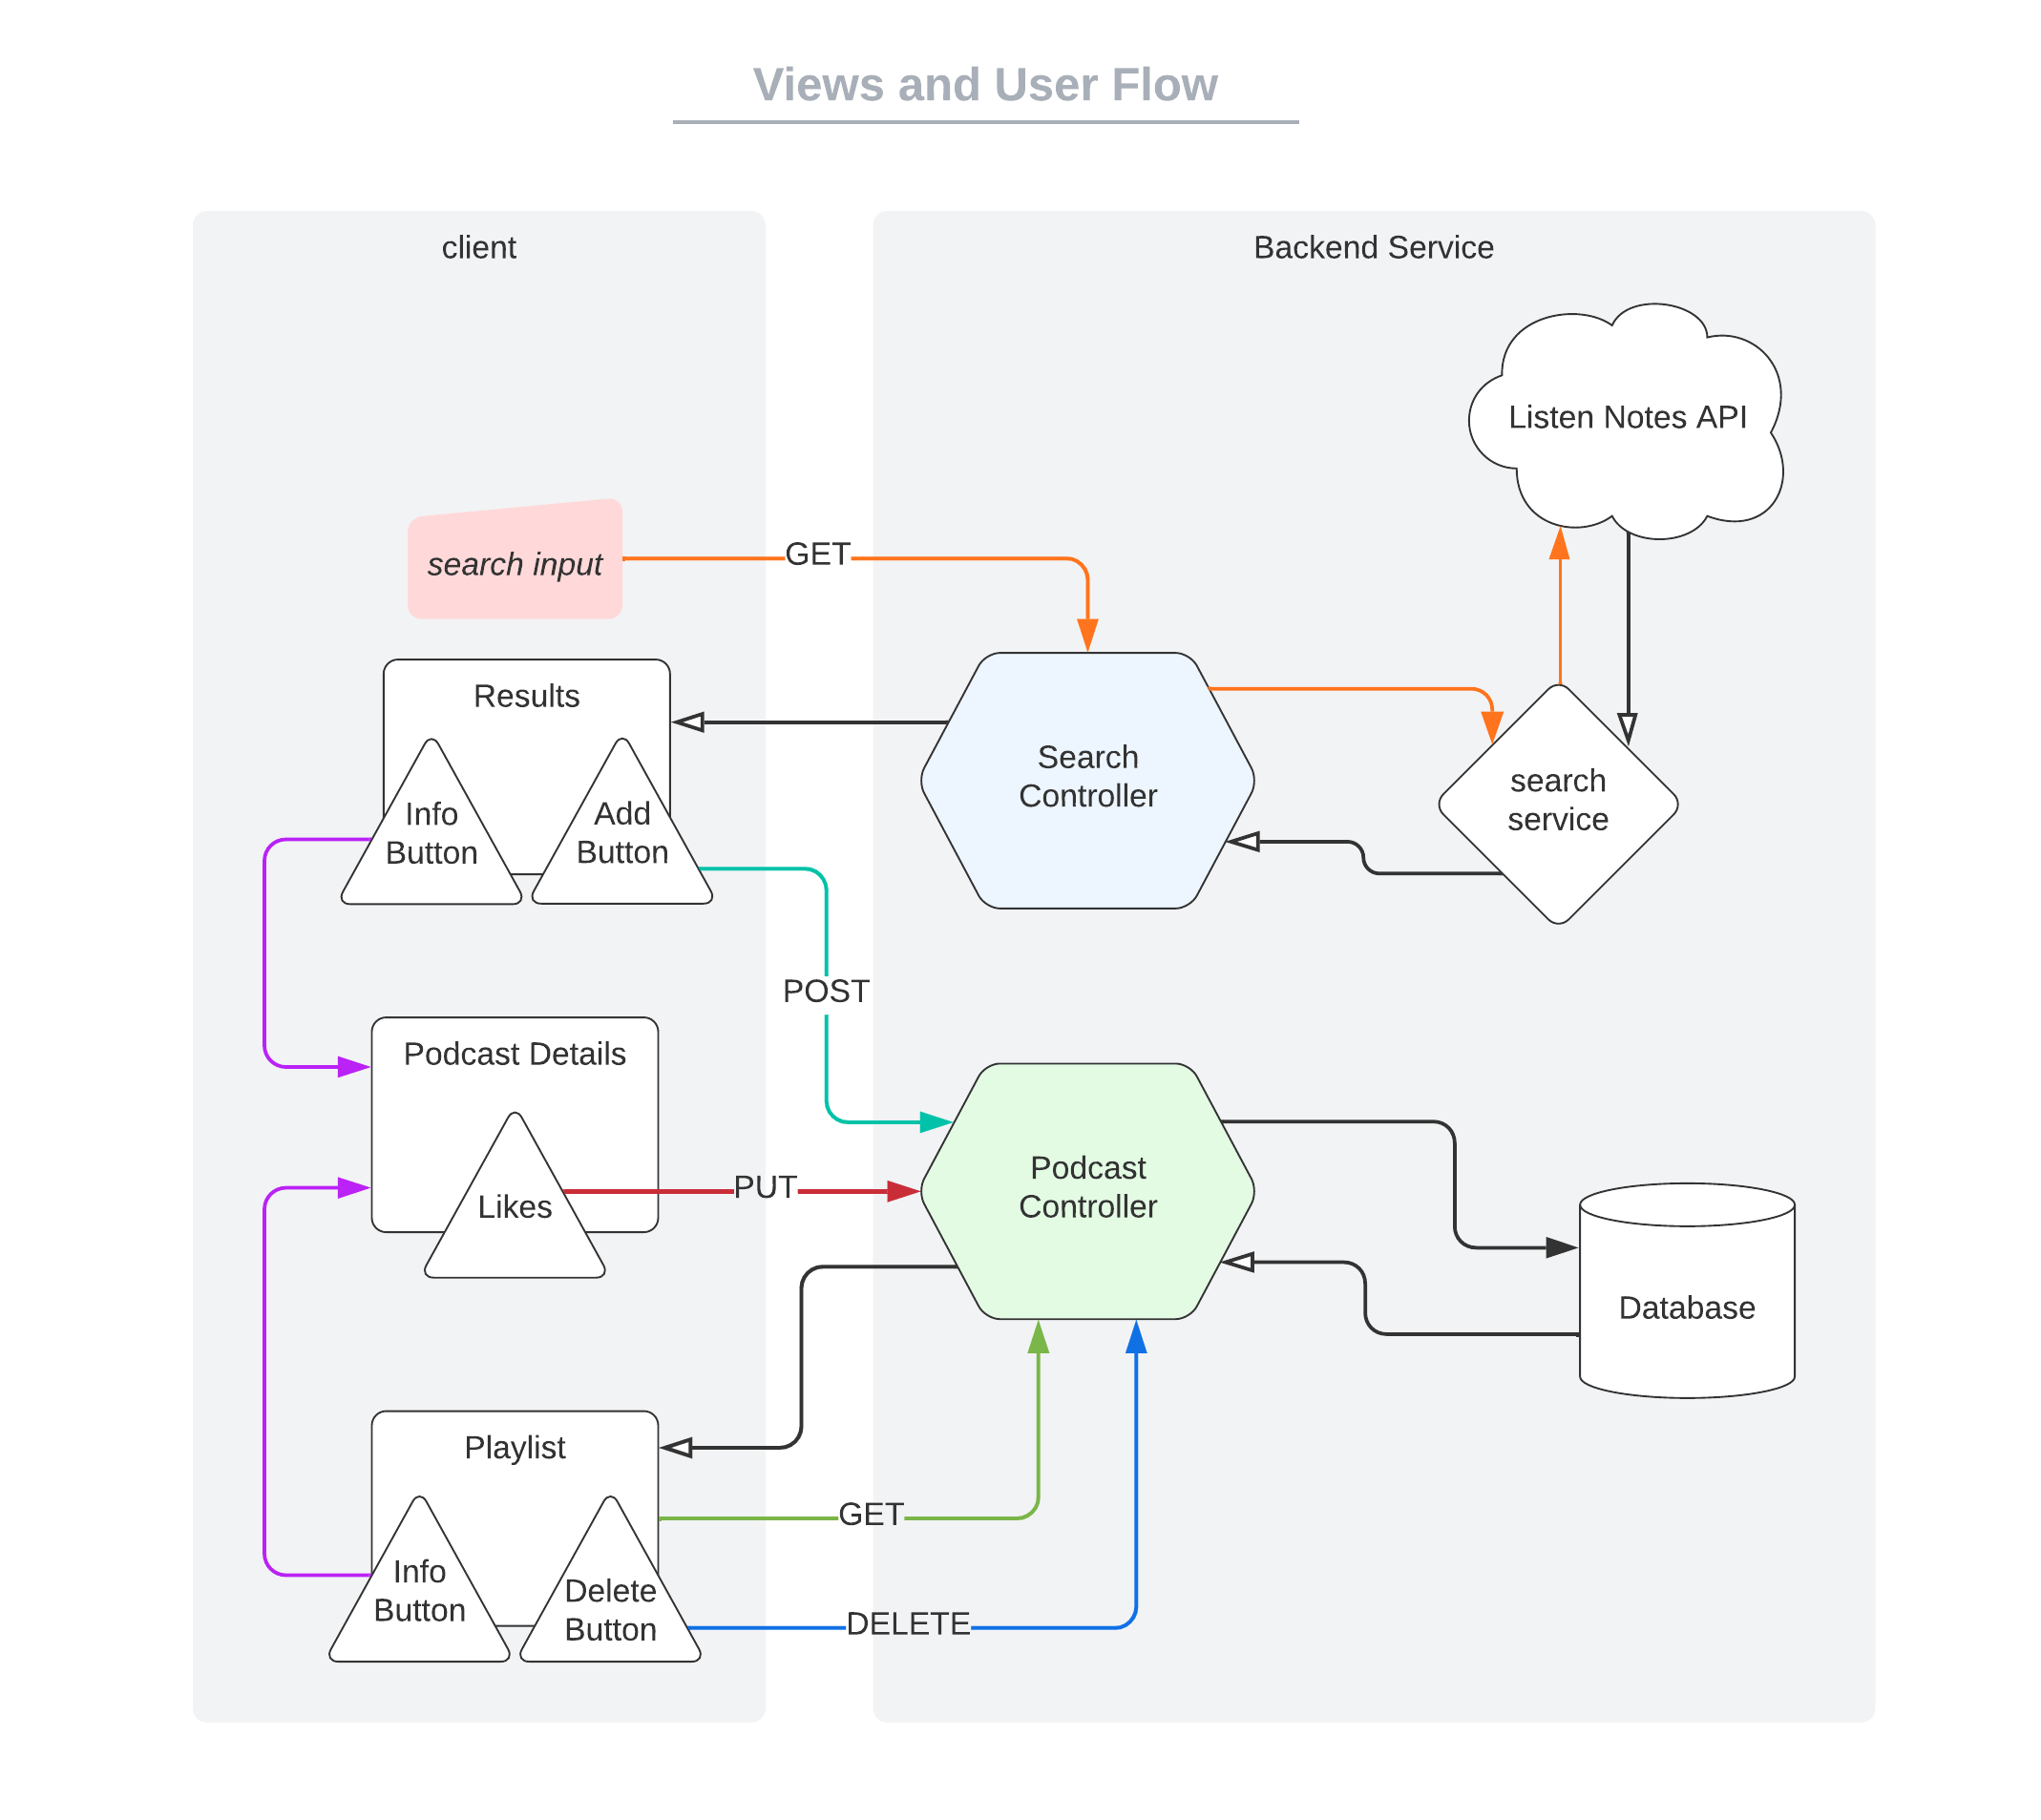 Views and User Flow
client
Backend Service
Listen Notes API
search input
GET
Results
Info
Button
Add
Button
Search
Controller
search
service
POST
Podcast Details
Likes
PUT
Podcast
Controller
Database
Playlist
Info
Button
Delete
Button
GET
DELETE